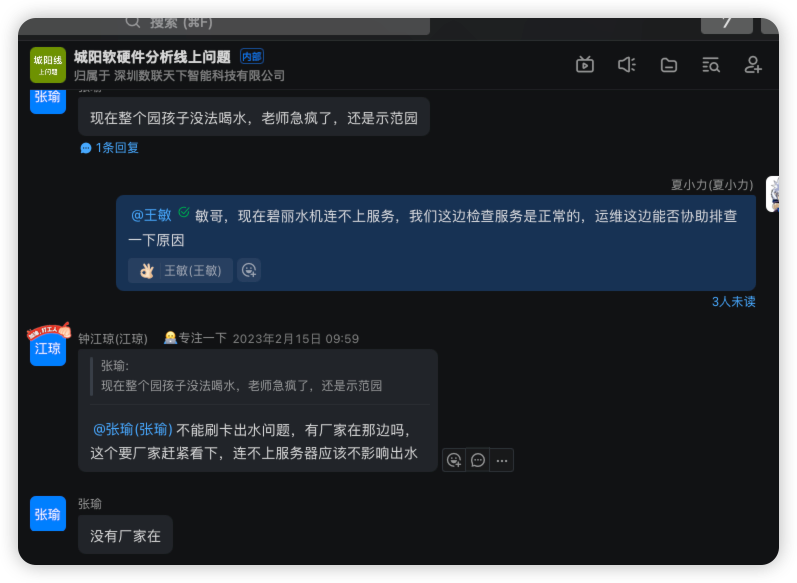 搜索 (⌘F)
城阳线
上问题
城阳软硬件分析线上问题 内部
归属于 深圳数联天下智能科技有限公司
张瑜
现在整个园孩子没法喝水，老师急疯了，还是示范园
1条回复
夏小力(夏小力)
@王敏 敏哥，现在碧丽水机连不上服务，我们这边检查服务是正常的，运维这边能否协助排查
一下原因
王敏(王敏)
3人未读
江琼
钟江琼(江琼) 专注一下 2023年2月15日 09:59
张瑜:
现在整个园孩子没法喝水，老师急疯了，还是示范园
@张瑜(张瑜) 不能刷卡出水问题，有厂家在那边吗，
这个要厂家赶紧看下，连不上服务器应该不影响出水
张瑜
张瑜
没有厂家在